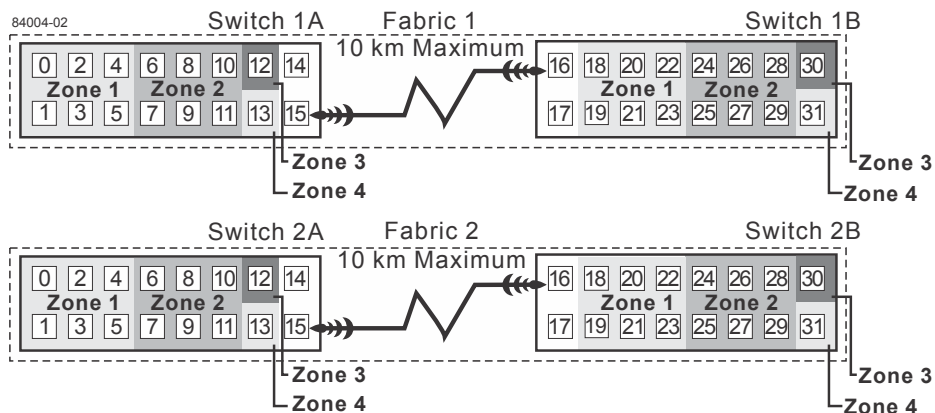 84004-02
Switch 1A Fabric 1 Switch 1B
10 km Maximum
0 2 4 6 8 10 12 14 16 18 20 22 24 26 28 30
Zone 1 Zone 2 Zone 1 Zone 2
1 3 5 7 9 11 13 15 17 19 21 23 25 27 29 31
Zone 3 Zone 3
Zone 4 Zone 4
Switch 2A Fabric 2 Switch 2B
10 km Maximum
0 2 4 6 8 10 12 14 16 18 20 22 24 26 28 30
Zone 1 Zone 2 Zone 1 Zone 2
1 3 5 7 9 11 13 15 17 19 21 23 25 27 29 31
Zone 3 Zone 3
Zone 4 Zone 4